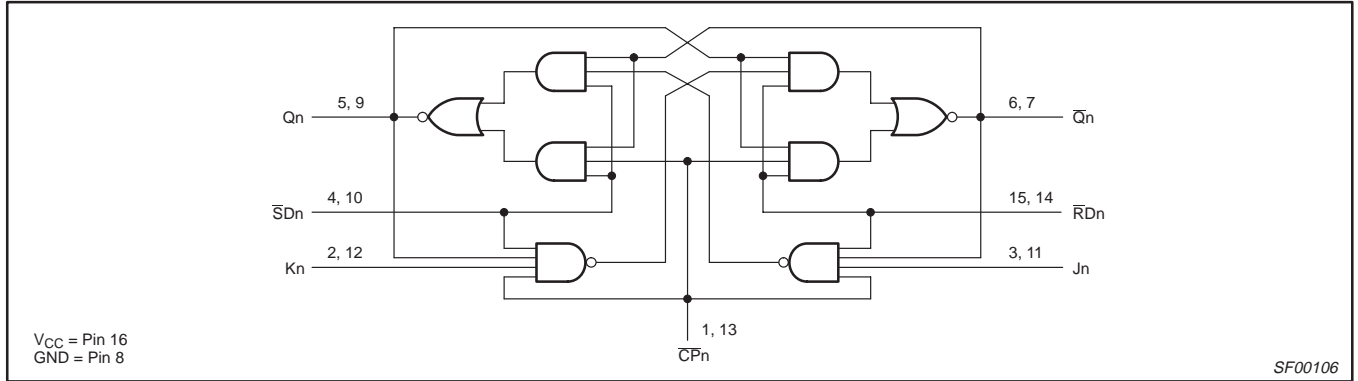 Qn
5, 9
6, 7
Q̅n
S̅Dn
4, 10
15, 14
R̅Dn
Kn
2, 12
3, 11
Jn
1, 13
C̅P̅n
VCC = Pin 16
GND = Pin 8
SF00106